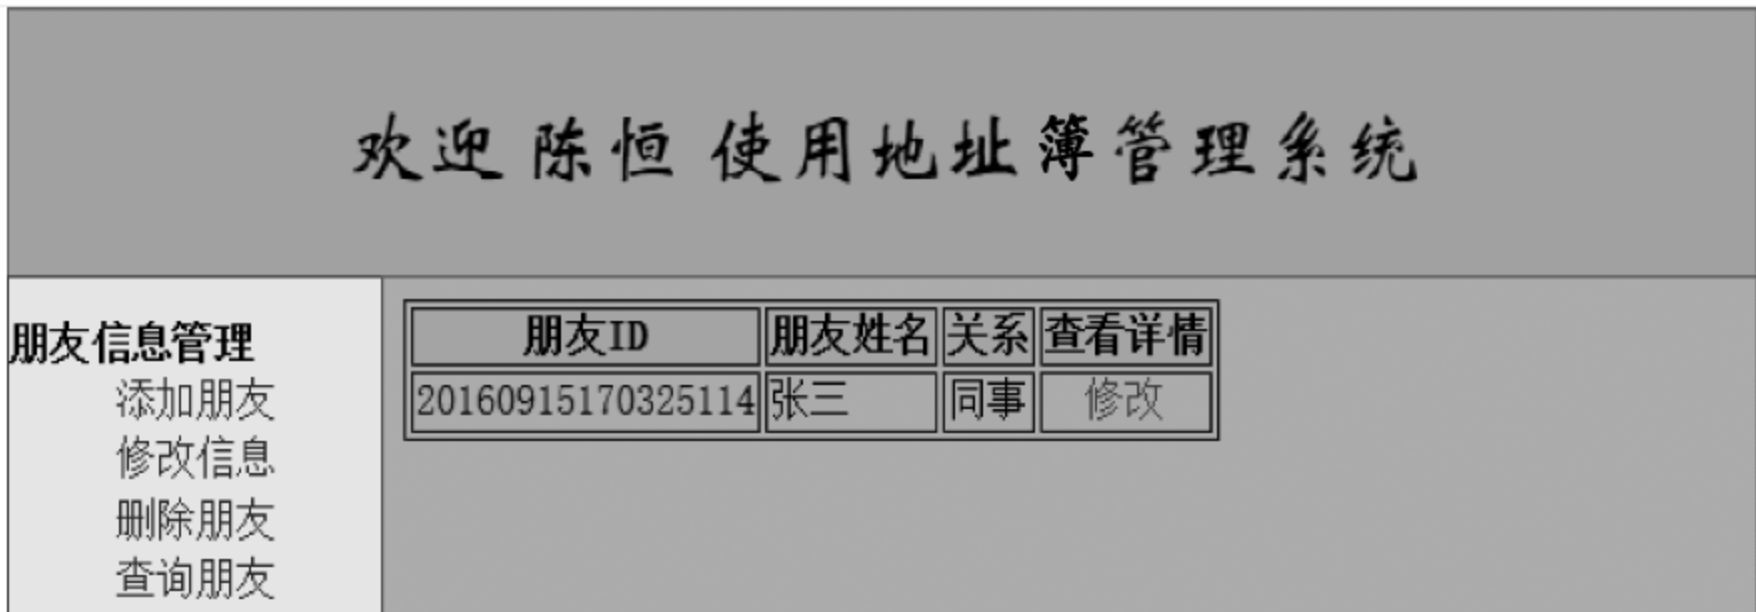 欢迎 陈恒 使用地址簿管理系统
朋友信息管理
添加朋友
修改信息
删除朋友
查询朋友
朋友ID 朋友姓名 关系 查看详情
20160915170325114 张三 同事 修改